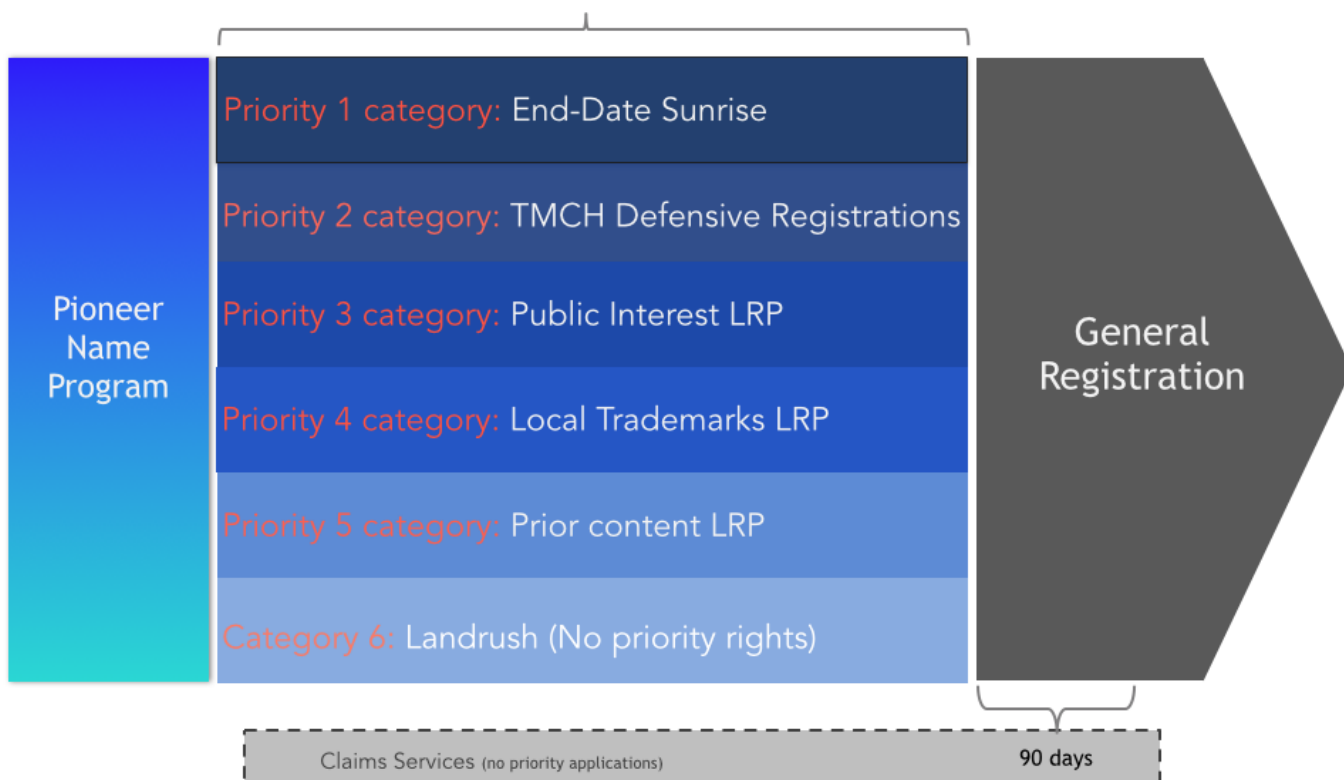 Pioneer
Name
Program
Priority 1 category: End-Date Sunrise
Priority 2 category: TMCH Defensive Registrations
Priority 3 category: Public Interest LRP
Priority 4 category: Local Trademarks LRP
Priority 5 category: Prior content LRP
Category 6: Landrush (No priority rights)
General
Registration
Claims Services (no priority applications)
90 days